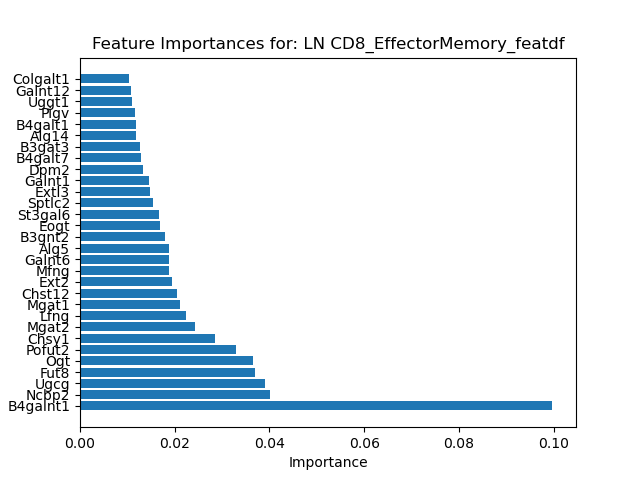 Feature Importances for: LN CD8_EffectorMemory_featdf
Colgalt1
Galnt12
Uggt1
Pigv
B4galt1
Alg14
B3gat3
B4galt7
Dpm2
Galnt1
Extl3
Sptlc2
St3gal6
Eogt
B3gnt2
Alg5
Galnt6
Mfng
Ext2
Chst12
Mgat1
Lfng
Mgat2
Chsy1
Pofut2
Ogt
Fut8
Ugcg
Ncbp2
B4galnt1
0.00 0.02 0.04 0.06 0.08 0.10
Importance